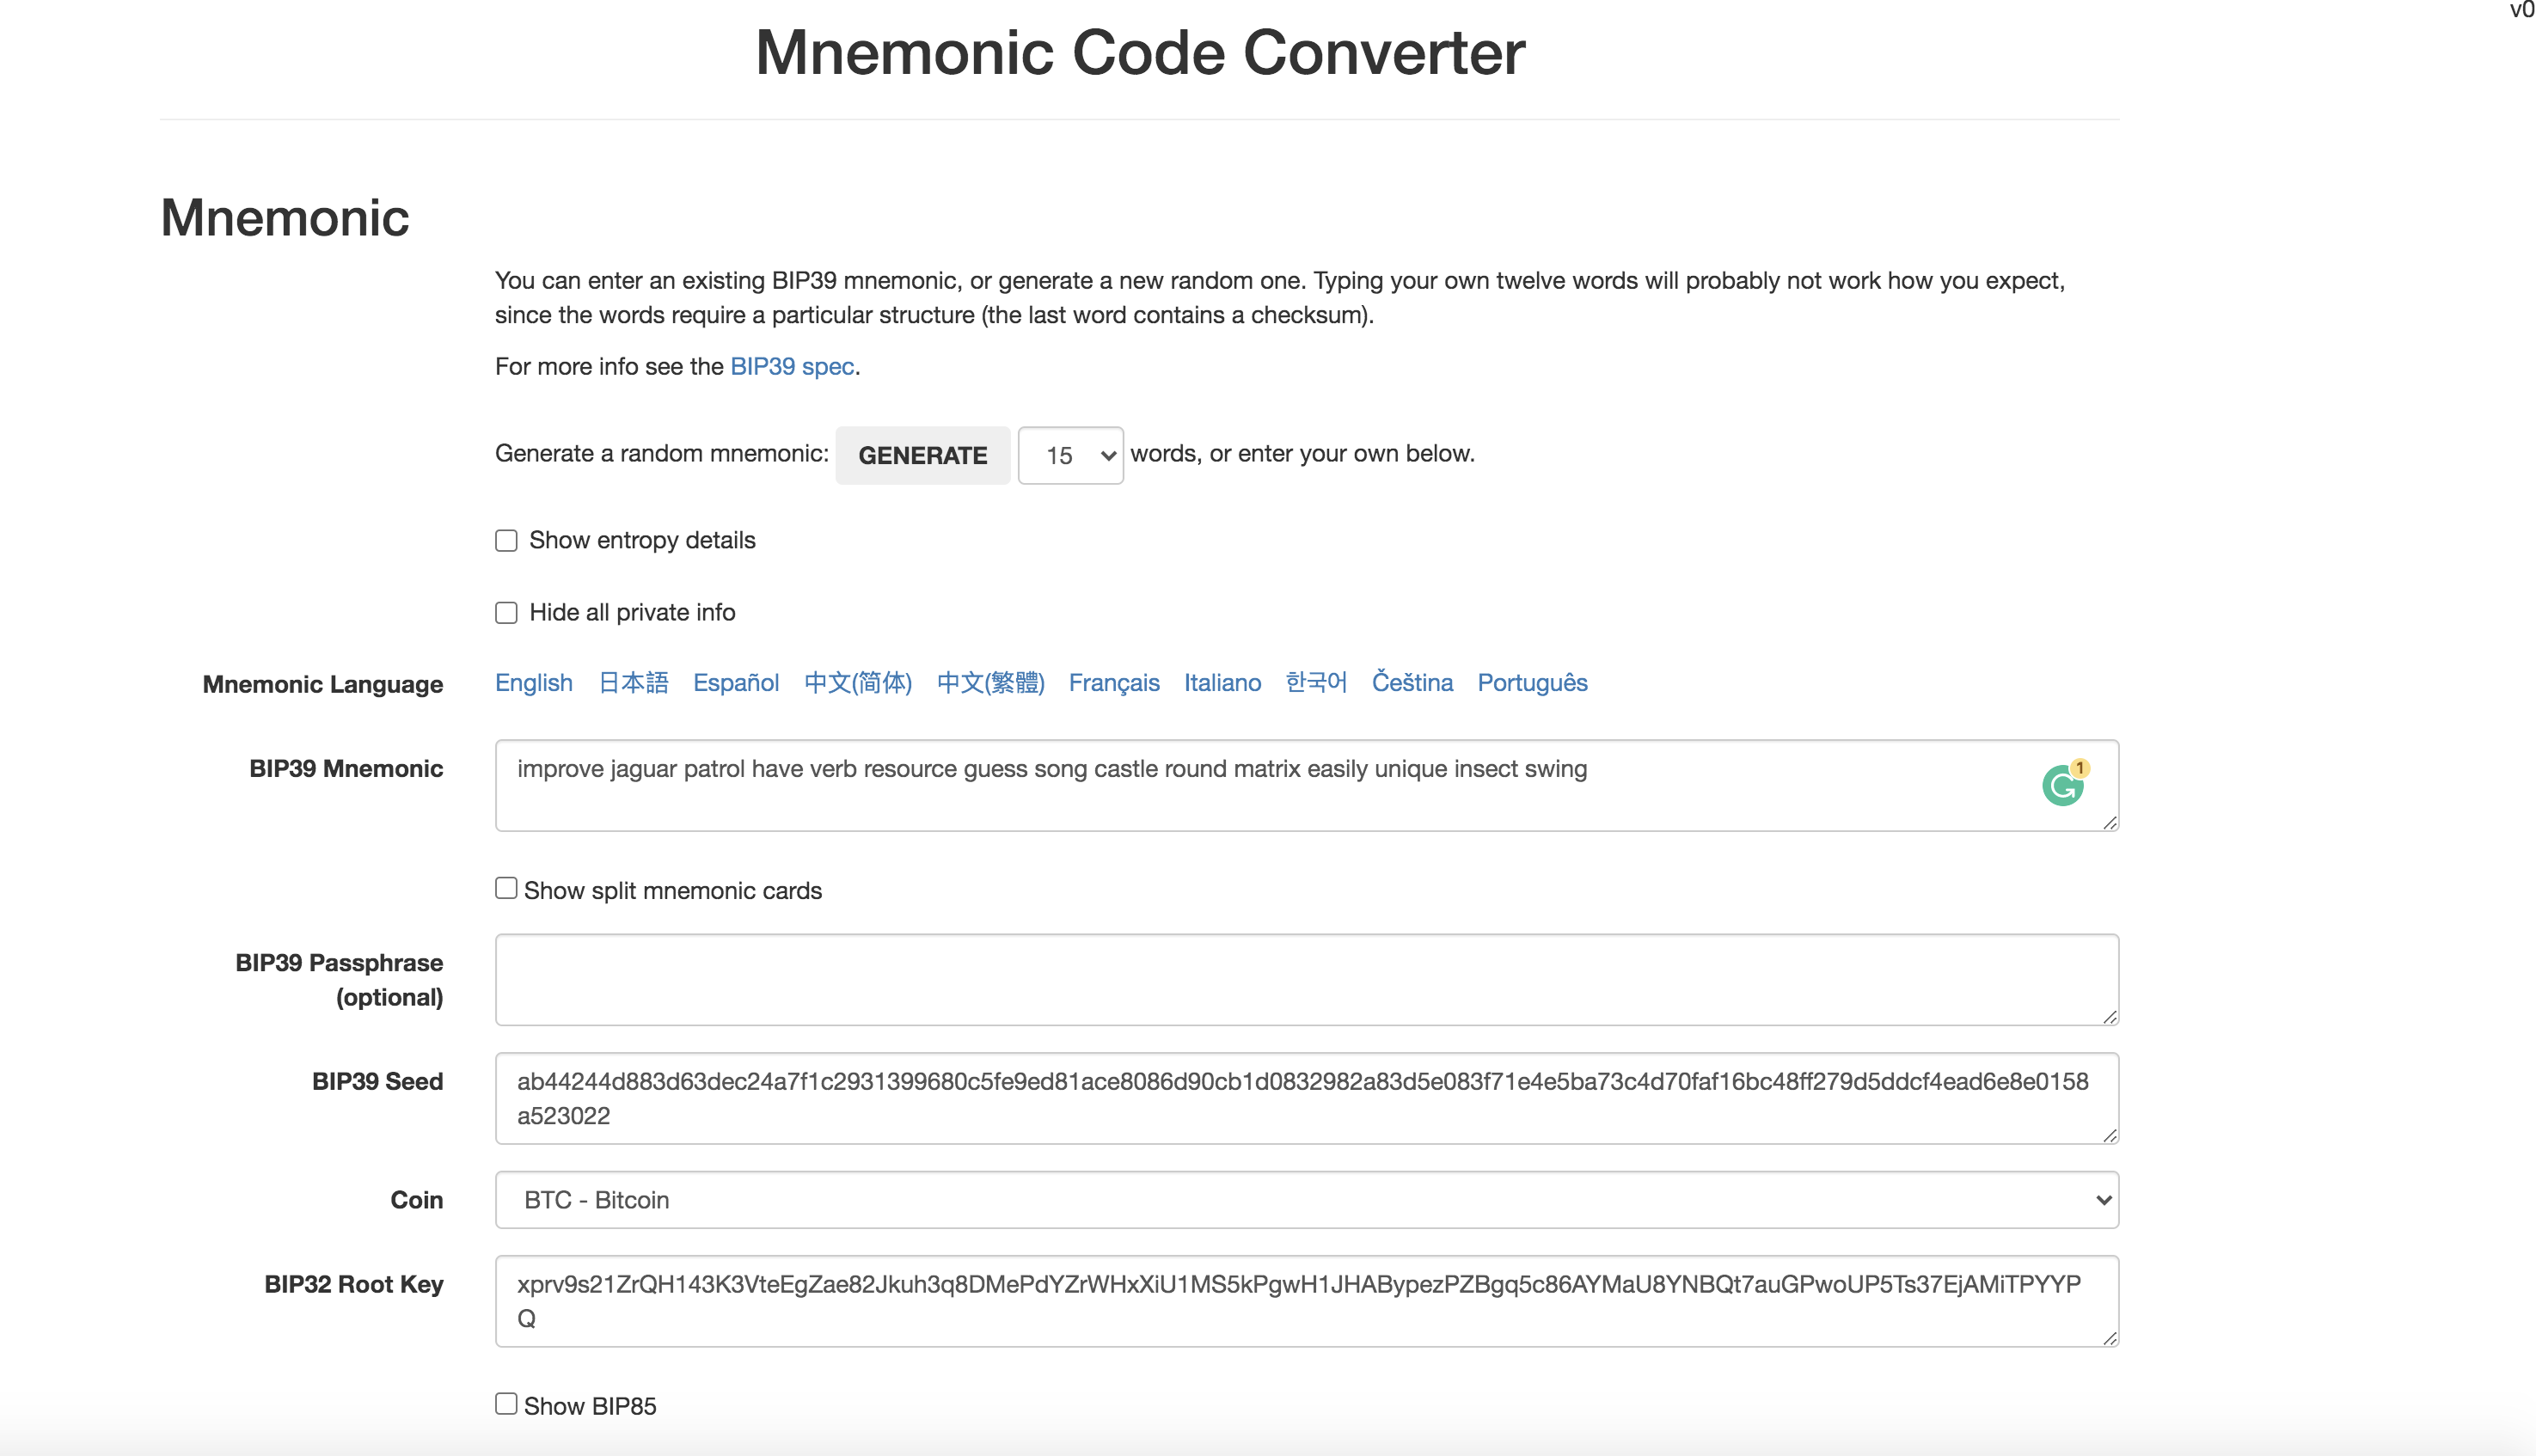 v0
Mnemonic Code Converter
Mnemonic
You can enter an existing BIP39 mnemonic, or generate a new random one. Typing your own twelve words will probably not work how you expect,
since the words require a particular structure (the last word contains a checksum).
For more info see the BIP39 spec.
Generate a random mnemonic: GENERATE 15 words, or enter your own below.
Show entropy details
Hide all private info
Mnemonic Language English 日本語 Español 中文(简体) 中文(繁體) Français Italiano 한국어 Čeština Português
BIP39 Mnemonic improve jaguar patrol have verb resource guess song castle round matrix easily unique insect swing
1
Show split mnemonic cards
BIP39 Passphrase
(optional)
BIP39 Seed ab44244d883d63dec24a7f1c2931399680c5fe9ed81ace8086d90cb1d0832982a83d5e083f71e4e5ba73c4d70faf16bc48ff279d5ddcf4ead6e8e0158
a523022
Coin BTC - Bitcoin
BIP32 Root Key xprv9s21ZrQH143K3VteEgZae82Jkuh3q8DMePdYZrWHxXiU1MS5kPgwH1JHABypezPZBgq5c86AYMaU8YNBQt7auGPwoUP5Ts37EjAMiTPYYP
Q
Show BIP85